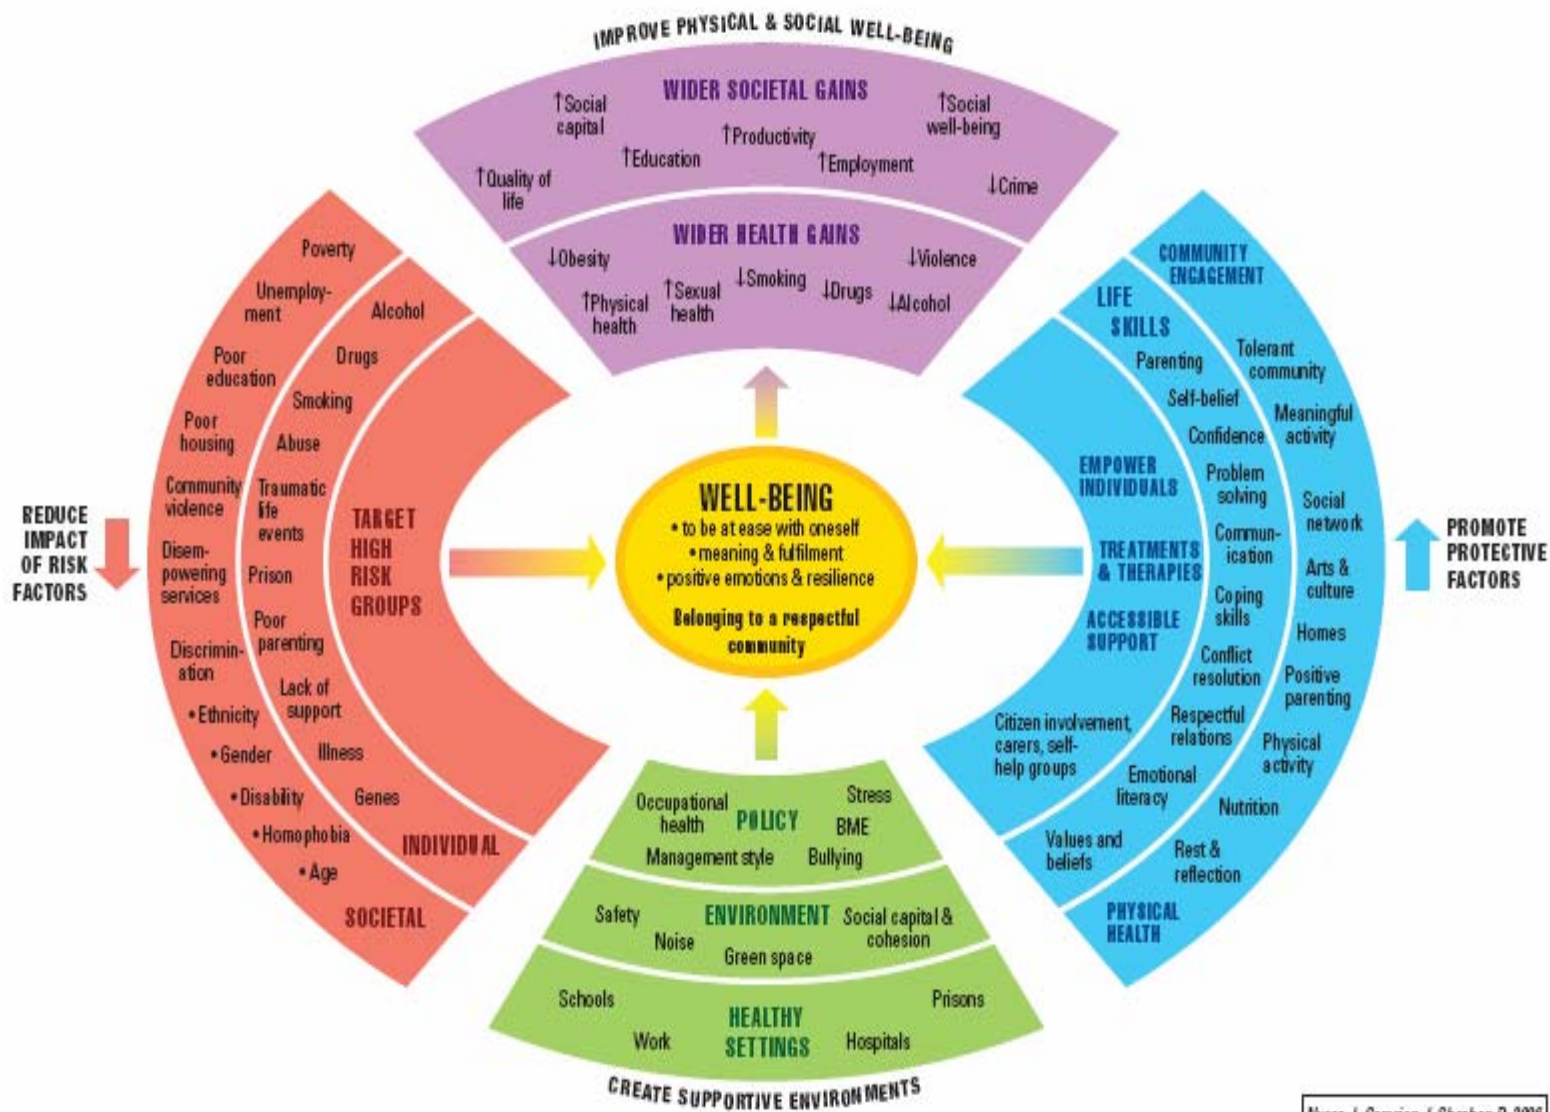 IMPROVE PHYSICAL & SOCIAL WELL-BEING
WIDER SOCIETAL GAINS
↑Social
capital
↑Social
well-being
↑Productivity
↑Education
↑Employment
↑Quality of
life
↓Crime
WIDER HEALTH GAINS
↓Obesity
↓Violence
↑Physical
health
↑Sexual
health
↓Smoking
↓Drugs
↓Alcohol
REDUCE
IMPACT
OF RISK
FACTORS
Poverty
Unemploy-
ment
Poor
education
Poor
housing
Community
violence
Disem-
powering
services
Discrimin-
ation
• Ethnicity
• Gender
• Disability
• Homophobia
• Age
SOCIETAL
Alcohol
Drugs
Smoking
Abuse
Traumatic
life
events
Prison
Poor
parenting
Lack of
support
Illness
Genes
INDIVIDUAL
TARGET
HIGH
RISK
GROUPS
WELL-BEING
• to be at ease with oneself
• meaning & fulfilment
• positive emotions & resilience
Belonging to a respectful
community
EMPOWER
INDIVIDUALS
TREATMENTS
& THERAPIES
ACCESSIBLE
SUPPORT
Citizen involvement,
carers, self-
help groups
LIFE
SKILLS
Parenting
Self-belief
Confidence
Problem
solving
Commun-
ication
Coping
skills
Conflict
resolution
Respectful
relations
Emotional
literacy
Values and
beliefs
COMMUNITY
ENGAGEMENT
Tolerant
community
Meaningful
activity
Social
network
Arts &
culture
Homes
Positive
parenting
Physical
activity
Nutrition
Rest &
reflection
PHYSICAL
HEALTH
PROMOTE
PROTECTIVE
FACTORS
Occupational
health
POLICY
Stress
BME
Management style
Bullying
Safety
ENVIRONMENT
Social capital &
cohesion
Noise
Green space
Schools
Prisons
HEALTHY
SETTINGS
Work
Hospitals
CREATE SUPPORTIVE ENVIRONMENTS